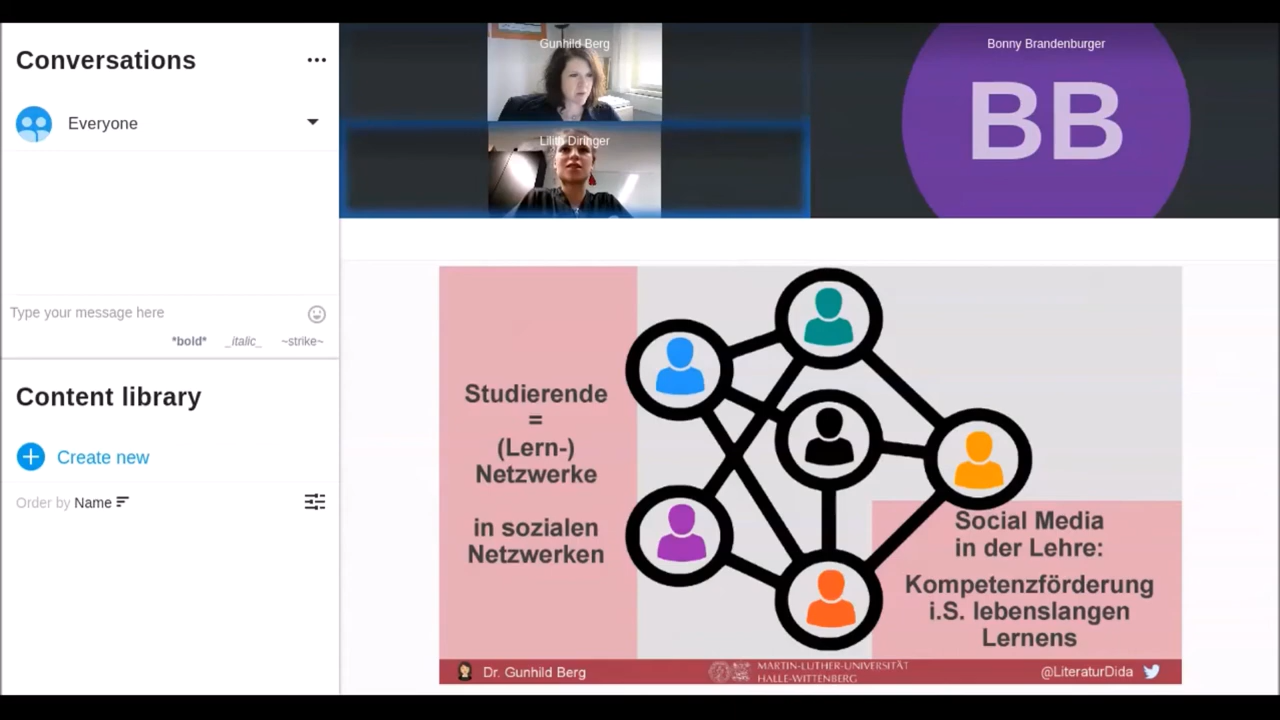 Conversations
Everyone
Type your message here
*bold* _italic_ ~strike~
Content library
Create new
Order by Name
Gunhild Berg
Lilith Diringer
Bonny Brandenburger
BB
Studierende
=
(Lern-)
Netzwerke
in sozialen
Netzwerken
Social Media
in der Lehre:
Kompetenzförderung
i.S. lebenslangen
Lernens
Dr. Gunhild Berg
MARTIN-LUTHER-UNIVERSITÄT
HALLE-WITTENBERG
@LiteraturDida